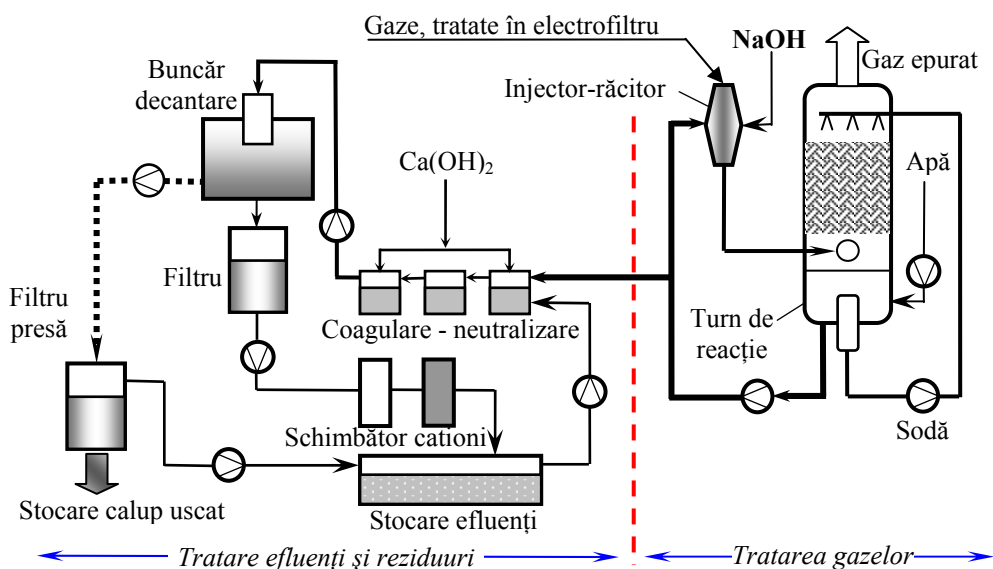 Gaze, tratate în electrofiltru
NaOH
Gaz epurat
Buncăr
decantare
Injector-răcitor
Ca(OH)2
Apă
Filtru
Filtru
presă
Coagulare - neutralizare
Turn de
reacție
Schimbător cationi
Sodă
Stocare calup uscat
Stocare efluenți
Tratare efluenți și reziduuri
Tratarea gazelor